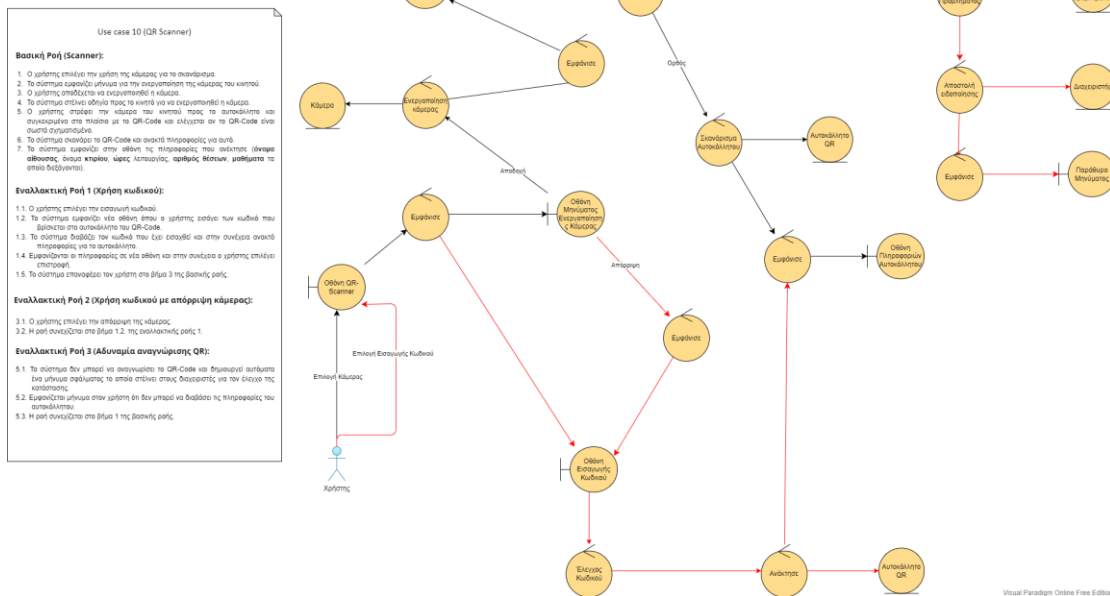 Use case 10 (QR Scanner)
Βασική Ροή (Scanner):
1. Ο χρήστης επιλέγει την χρήση της κάμερας για το σκανάρισμα.
2. Το σύστημα εμφανίζει μήνυμα για την ενεργοποίηση της κάμερας του κινητού.
3. Ο χρήστης αποδέχεται να ενεργοποιηθεί η κάμερα.
4. Το σύστημα στέλνει οδηγία προς το κινητό για να ενεργοποιηθεί η κάμερα.
5. Ο χρήστης στρέφει την κάμερα του κινητού προς το αυτοκόλλητο και
συγκεκριμένα στο πλαίσιο με το QR-Code και ελέγχεται αν το QR-Code είναι
σωστά σχηματισμένο.
6. Το σύστημα σκανάρει το QR-Code και ανακτά πληροφορίες για αυτό.
7. Το σύστημα εμφανίζει στην οθόνη τις πληροφορίες που ανέκτησε (όνομα
αίθουσας, όνομα κτιρίου, ώρες λειτουργίας, αριθμός θέσεων, μαθήματα τα
οποία διεξάγονται).
Εναλλακτική Ροή 1 (Χρήση κωδικού):
1.1. Ο χρήστης επιλέγει την εισαγωγή κωδικού.
1.2. Το σύστημα εμφανίζει νέα οθόνη όπου ο χρήστης εισάγει των κωδικό που
βρίσκεται στο αυτοκόλλητο του QR-Code.
1.3. Το σύστημα διαβάζει τον κωδικό που έχει εισαχθεί και στην συνέχεια ανακτά
πληροφορίες για το αυτοκόλλητο.
1.4. Εμφανίζονται οι πληροφορίες σε νέα οθόνη και στην συνέχεια ο χρήστης επιλέγει
επιστροφή.
1.5. Το σύστημα επαναφέρει τον χρήστη στο βήμα 3 της βασικής ροής.
Εναλλακτική Ροή 2 (Χρήση κωδικού με απόρριψη κάμερας):
3.1. Ο χρήστης επιλέγει την απόρριψη της κάμερας.
3.2. Η ροή συνεχίζεται στο βήμα 1.2. της εναλλακτικής ροής 1.
Εναλλακτική Ροή 3 (Αδυναμία αναγνώρισης QR):
5.1. Το σύστημα δεν μπορεί να αναγνωρίσει το QR-Code και δημιουργεί αυτόματα
ένα μήνυμα σφάλματος το οποίο στέλνει στους διαχειριστές για τον έλεγχο της
κατάστασης.
5.2. Εμφανίζεται μήνυμα στον χρήστη ότι δεν μπορεί να διαβάσει τις πληροφορίες του
αυτοκόλλητου.
5.3. Η ροή συνεχίζεται στο βήμα 1 της βασικής ροής.
Εμφάνισε
Ορθός
Κάμερα
Ενεργοποίηση
κάμερας
Αποστολή
ειδοποίησης
Διαχειριστής
Σκανάρισμα
Αυτοκόλλητου
Αυτοκόλλητο
QR
Αποδοχή
Εμφάνισε
Παράθυρο
Μηνύματος
Εμφάνισε
Οθόνη
Μηνύματος
Ενεργοποίηση
ς Κάμερας
Απόρριψη
Εμφάνισε
Οθόνη
Πληροφοριών
Αυτοκόλλητου
Οθόνη QR-
Scanner
Εμφάνισε
Επιλογή Εισαγωγής Κωδικού
Επιλογή Κάμερας
Χρήστης
Οθόνη
Εισαγωγής
Κωδικού
Έλεγχος
Κωδικού
Ανάκτησε
Αυτοκόλλητο
QR
Visual Paradigm Online Free Edition